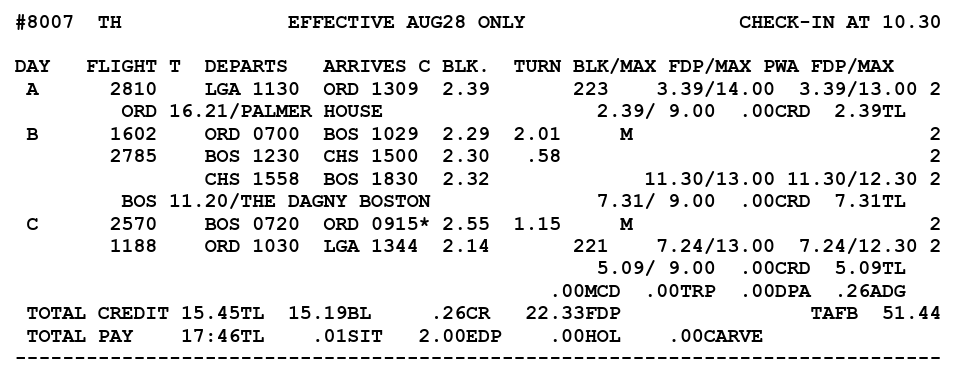 #8007  TH              EFFECTIVE AUG28 ONLY                  CHECK-IN AT 10.30
DAY   FLIGHT T  DEPARTS   ARRIVES C BLK.  TURN BLK/MAX FDP/MAX PWA FDP/MAX
A      2810    LGA 1130  ORD 1309  2.39       223    3.39/14.00  3.39/13.00 2
ORD 16.21/PALMER HOUSE                  2.39/ 9.00  .00CRD  2.39TL
B      1602    ORD 0700  BOS 1029  2.29  2.01     M                         2
2785    BOS 1230  CHS 1500  2.30   .58                               2
CHS 1558  BOS 1830  2.32             11.30/13.00 11.30/12.30 2
BOS 11.20/THE DAGNY BOSTON              7.31/ 9.00  .00CRD  7.31TL
C      2570    BOS 0720  ORD 0915* 2.55  1.15     M                         2
1188    ORD 1030  LGA 1344  2.14       221    7.24/13.00  7.24/12.30 2
5.09/ 9.00  .00CRD  5.09TL
.00MCD  .00TRP  .00DPA  .26ADG
TOTAL CREDIT 15.45TL  15.19BL     .26CR   22.33FDP                TAFB  51.44
TOTAL PAY    17:46TL    .01SIT   2.00EDP    .00HOL    .00CARVE
------------------------------------------------------------------------------